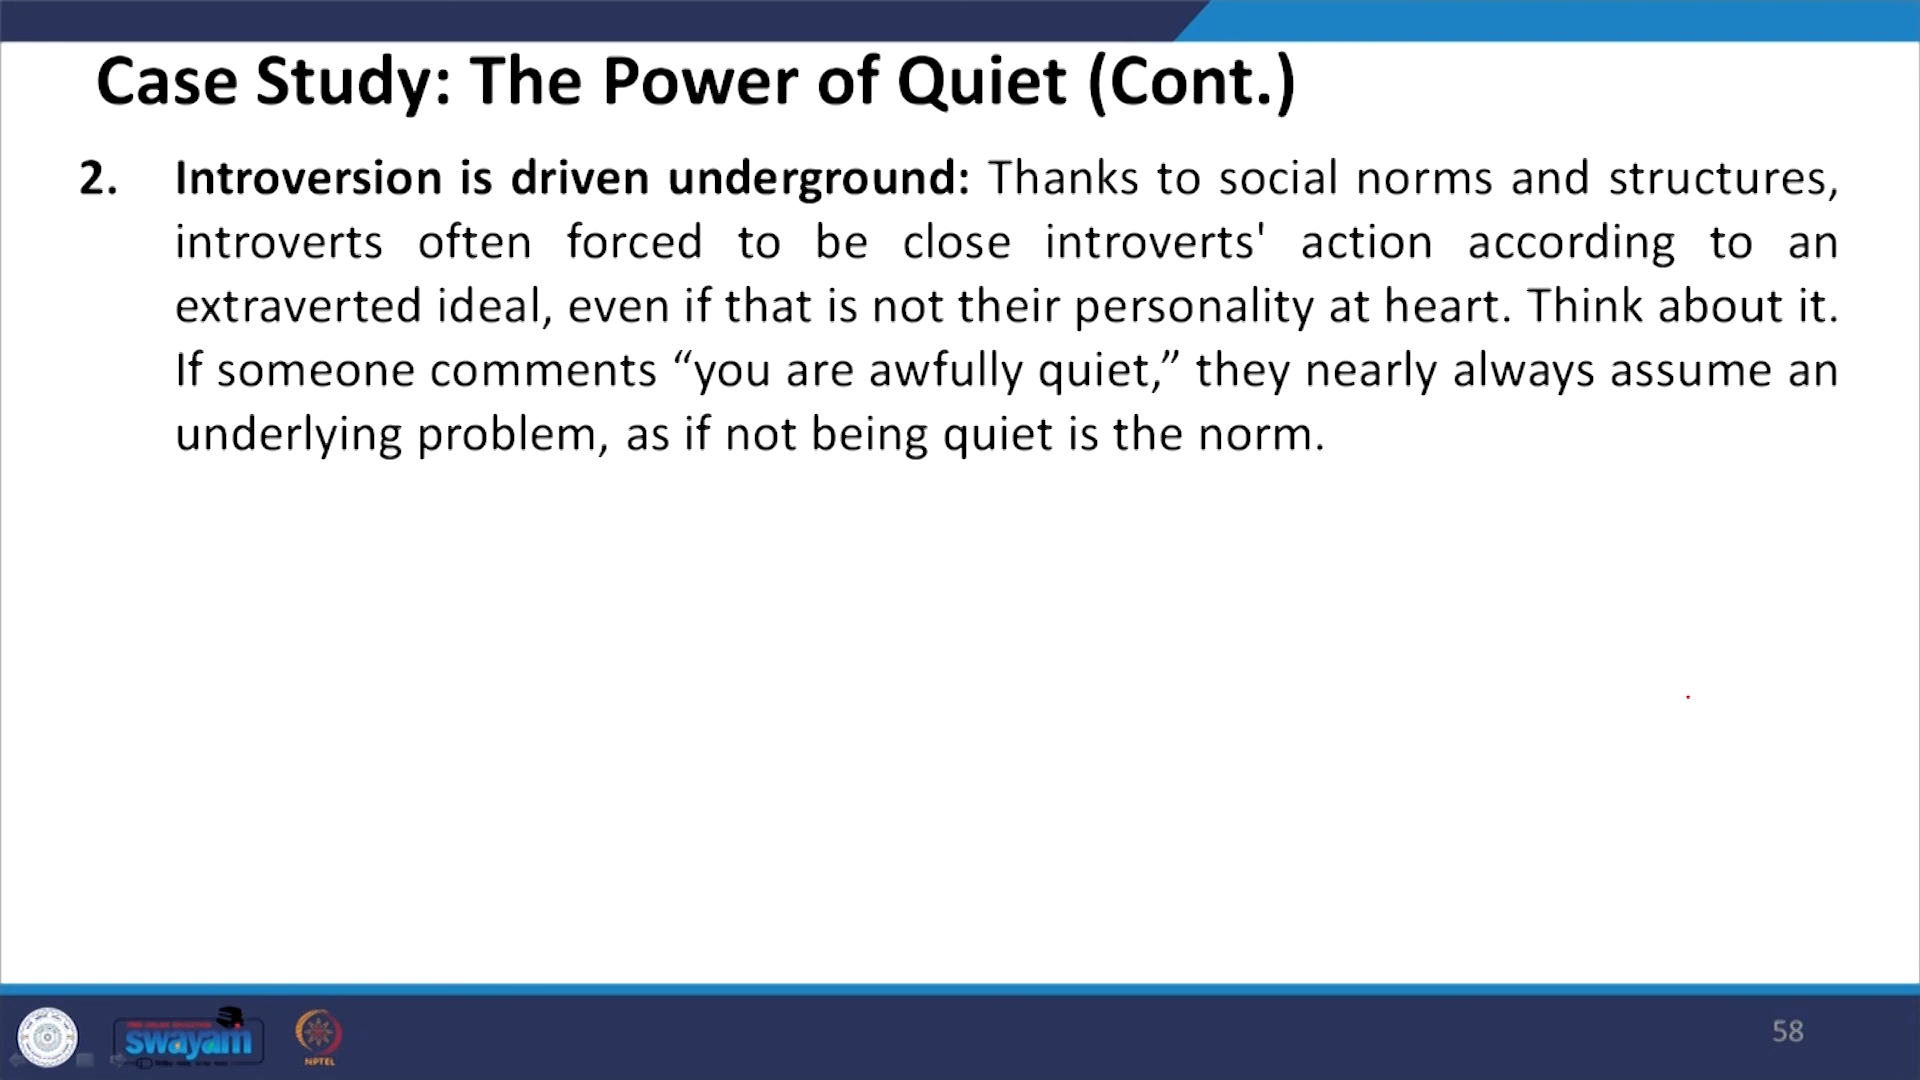 Case Study: The Power of Quiet (Cont.)
2. Introversion is driven underground: Thanks to social norms and structures,
introverts often forced to be close introverts' action according to an
extraverted ideal, even if that is not their personality at heart. Think about it.
If someone comments “you are awfully quiet,” they nearly always assume an
underlying problem, as if not being quiet is the norm.
swayam
NPTEL
58